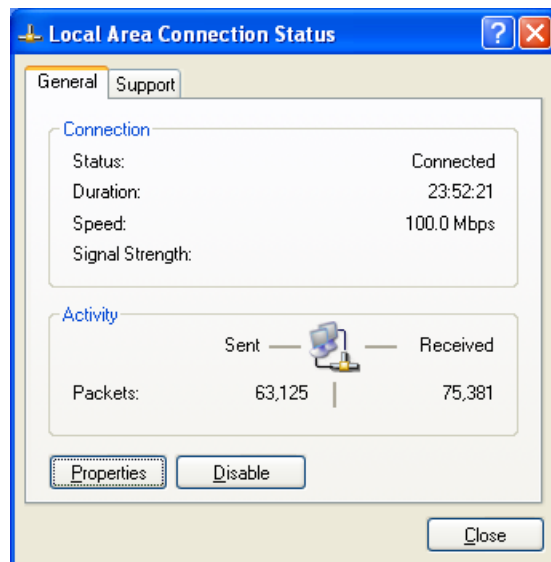 Local Area Connection Status
General Support
Connection
Status: Connected
Duration: 23:52:21
Speed: 100.0 Mbps
Signal Strength:
Activity
Sent Received
Packets: 63,125 75,381
Properties Disable
Close